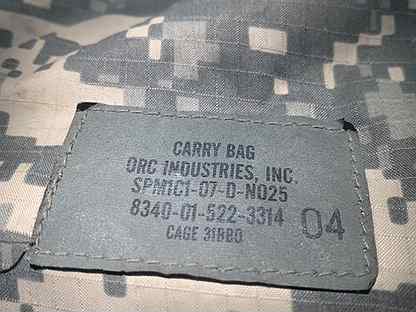 CARRY BAG
ORC INDUSTRIES, INC.
SPM1C1-07-D-N025
8340-01-522-3314 04
CAGE 31BB0